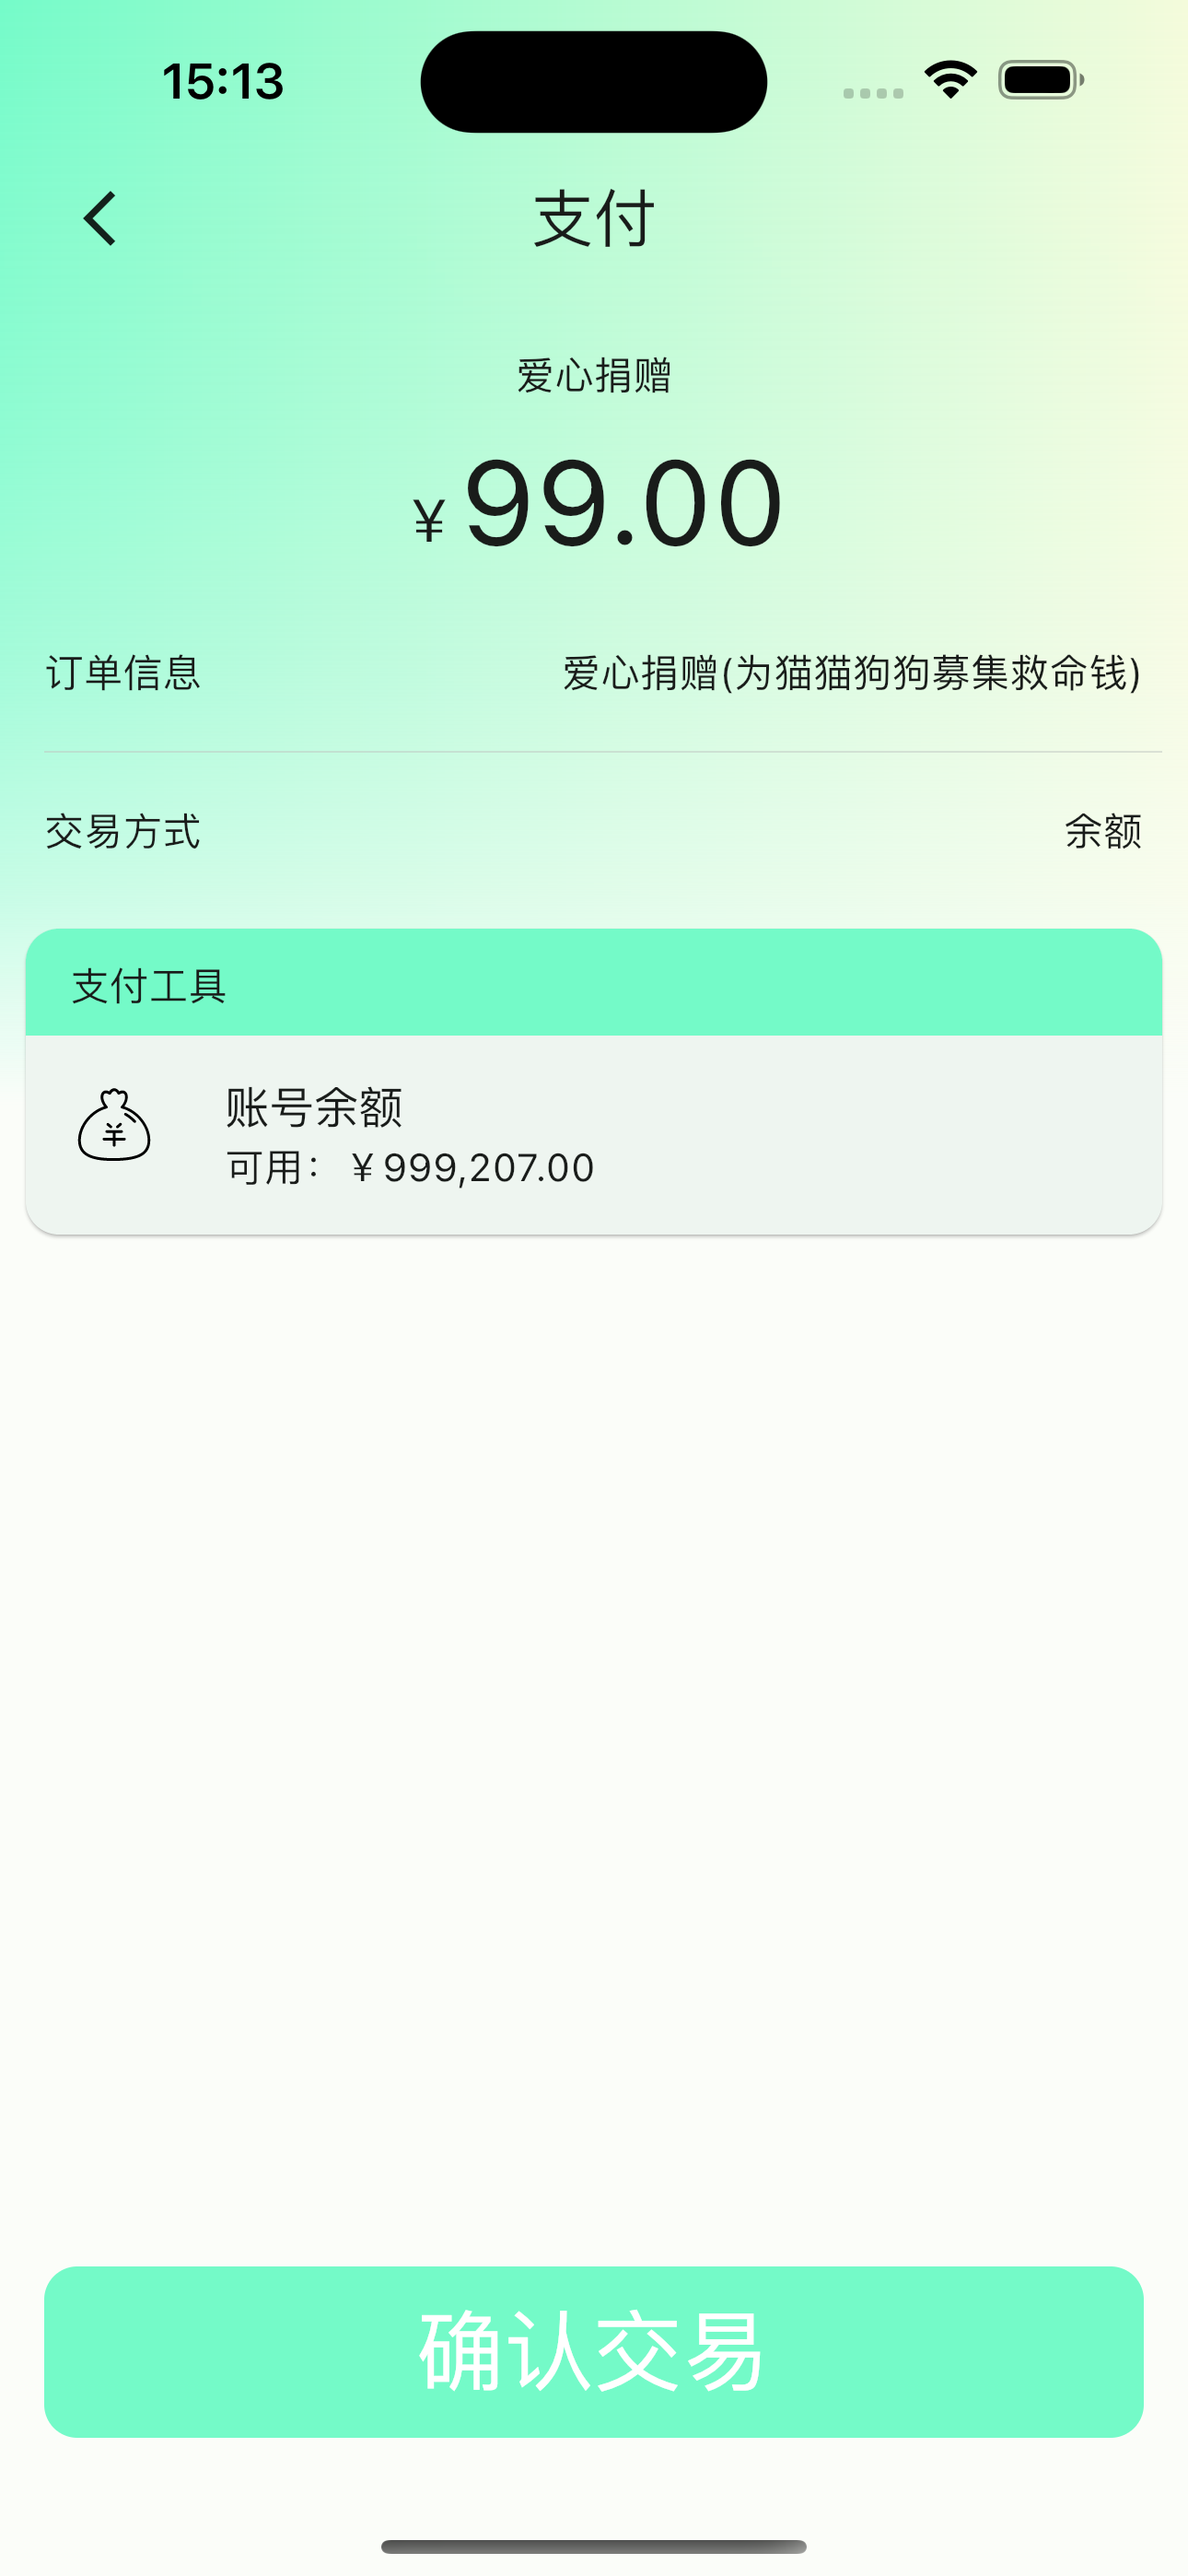 15:13
支付
爱心捐赠
¥99.00
订单信息 爱心捐赠(为猫猫狗狗募集救命钱)
交易方式 余额
支付工具
账号余额
可用： ¥999,207.00
确认交易